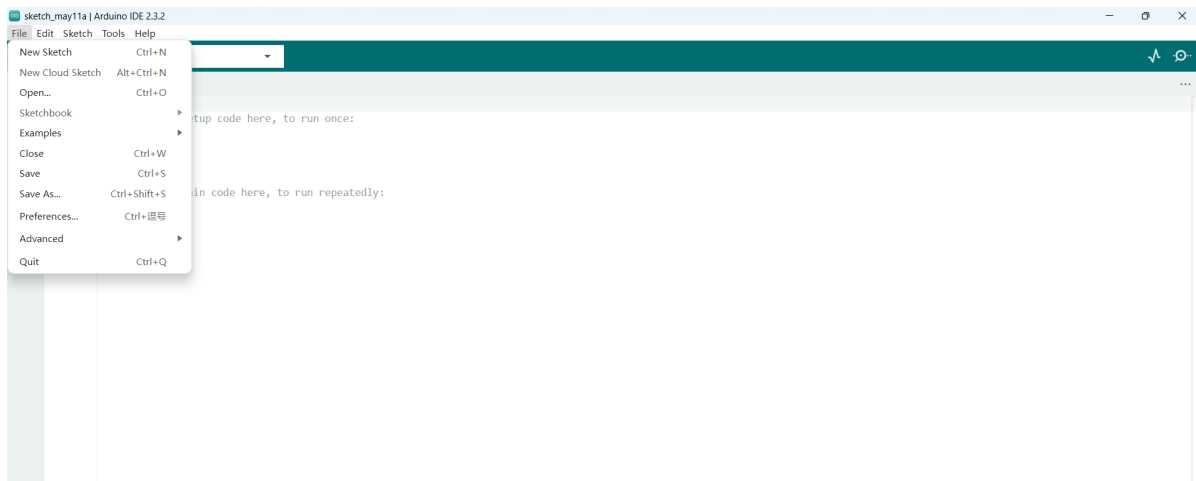 sketch_may11a | Arduino IDE 2.3.2
File Edit Sketch Tools Help
New Sketch Ctrl+N
New Cloud Sketch Alt+Ctrl+N
Open... Ctrl+O
Sketchbook
Examples
Close Ctrl+W
Save Ctrl+S
Save As... Ctrl+Shift+S
Preferences... Ctrl+逗号
Advanced
Quit Ctrl+Q
tup code here, to run once:
in code here, to run repeatedly: